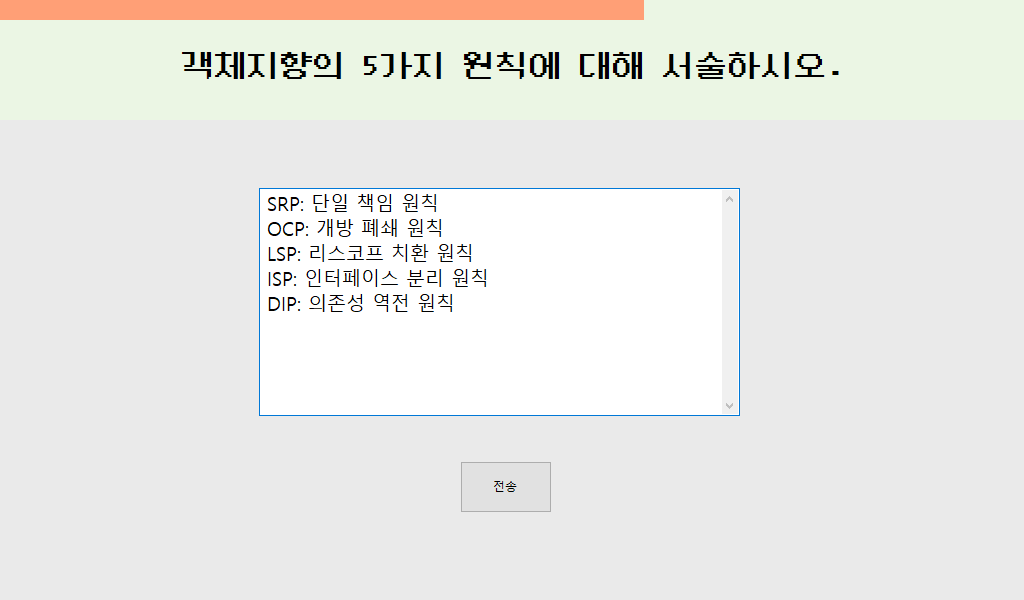 객체지향의 5가지 원칙에 대해 서술하시오.
SRP: 단일 책임 원칙
OCP: 개방 폐쇄 원칙
LSP: 리스코프 치환 원칙
ISP: 인터페이스 분리 원칙
DIP: 의존성 역전 원칙
전송